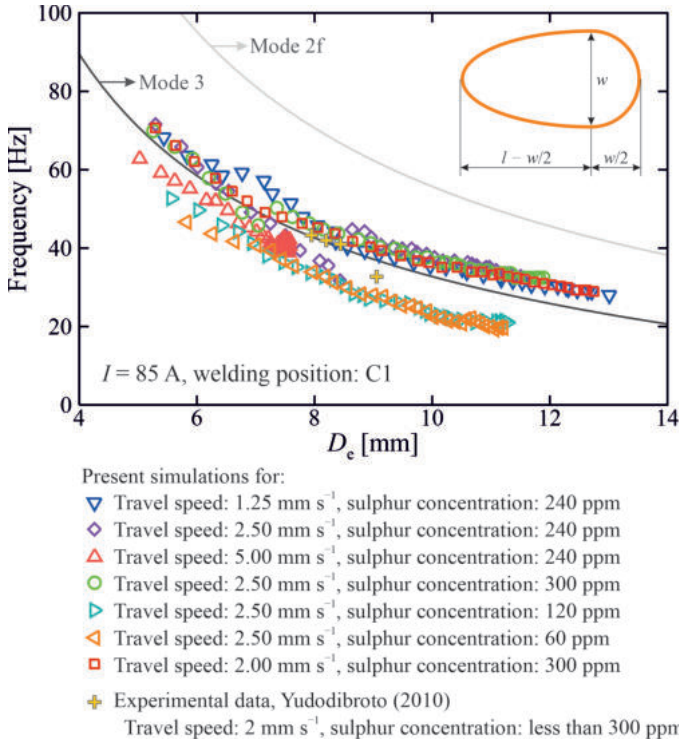 100
80
60
40
20
0
Frequency [Hz]
Mode 2f
Mode 3
w
l − w/2
w/2
I = 85 A, welding position: C1
4 6 8 10 12 14
Dₑ [mm]
Present simulations for:
Travel speed: 1.25 mm s⁻¹, sulphur concentration: 240 ppm
Travel speed: 2.50 mm s⁻¹, sulphur concentration: 240 ppm
Travel speed: 5.00 mm s⁻¹, sulphur concentration: 240 ppm
Travel speed: 2.50 mm s⁻¹, sulphur concentration: 300 ppm
Travel speed: 2.50 mm s⁻¹, sulphur concentration: 120 ppm
Travel speed: 2.50 mm s⁻¹, sulphur concentration: 60 ppm
Travel speed: 2.00 mm s⁻¹, sulphur concentration: 300 ppm
Experimental data, Yudodibroto (2010)
Travel speed: 2 mm s⁻¹, sulphur concentration: less than 300 ppm